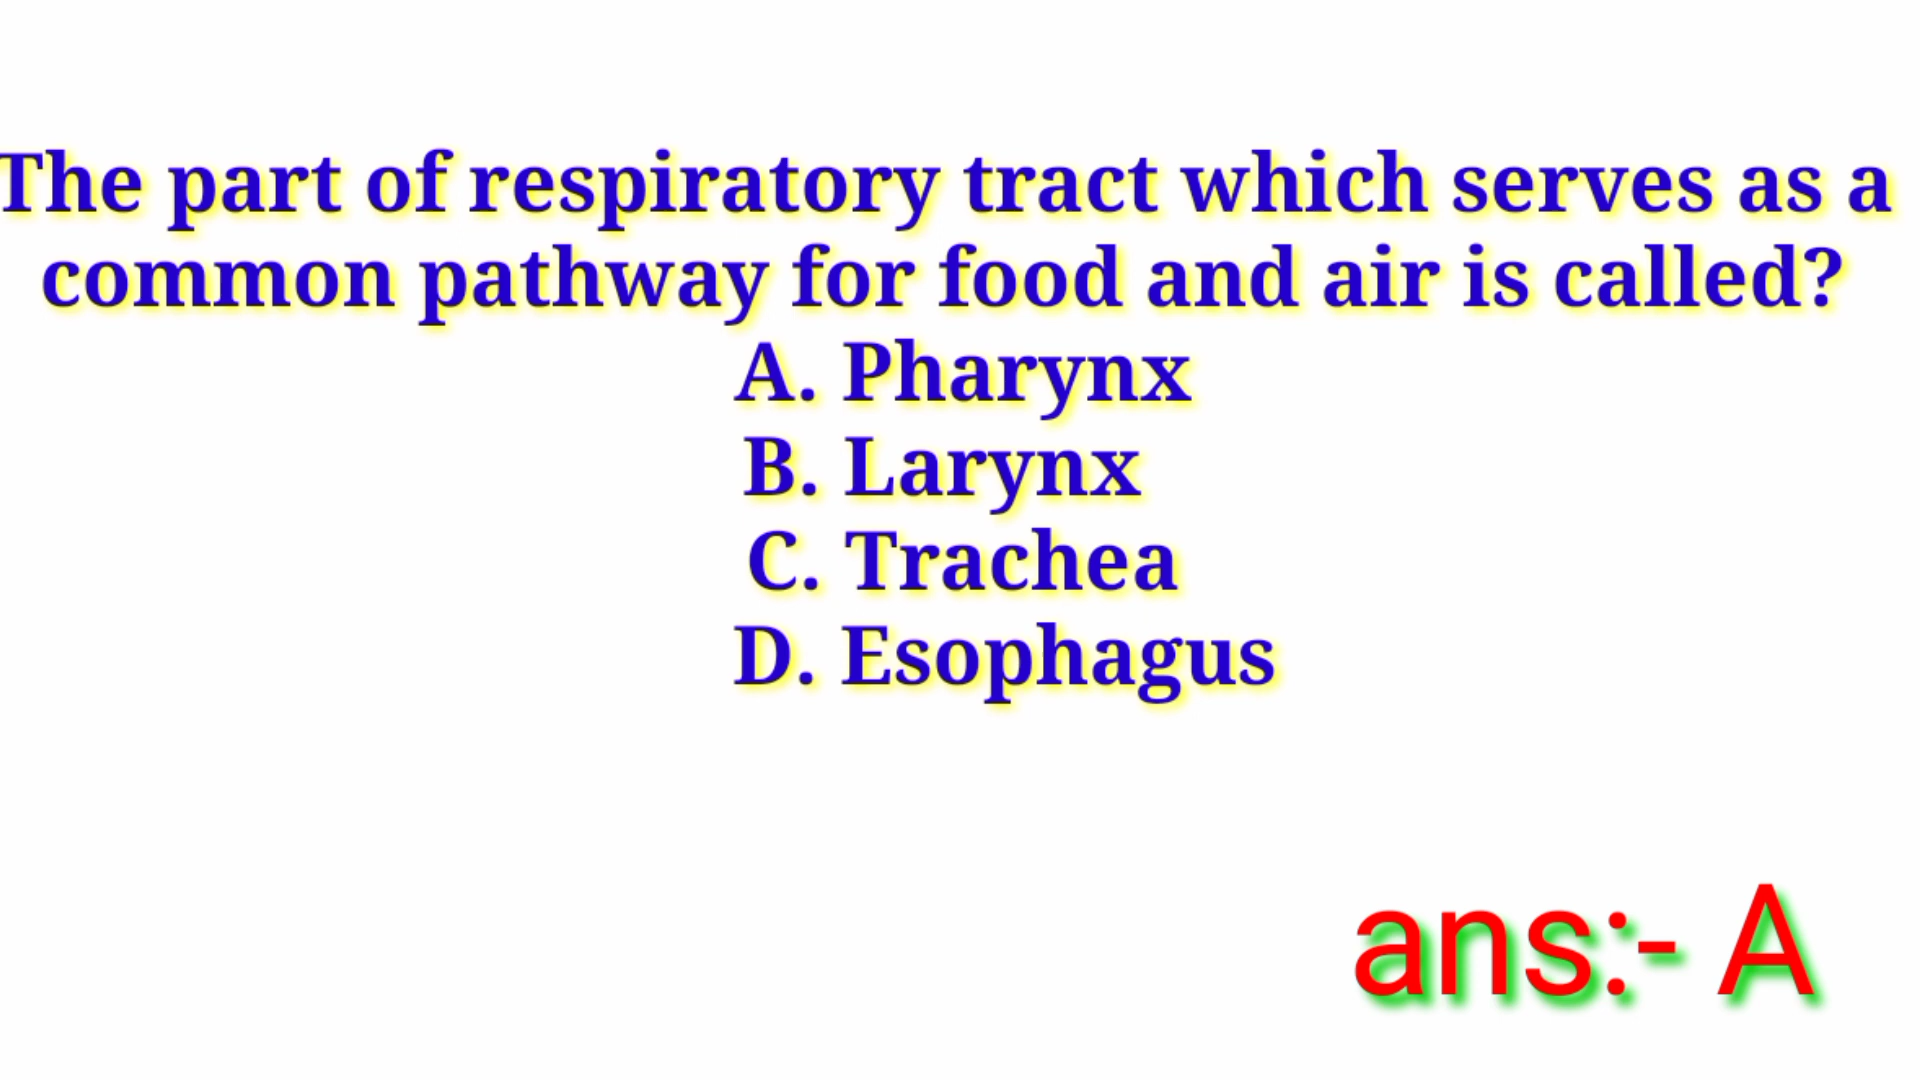 The part of respiratory tract which serves as a
common pathway for food and air is called?
A. Pharynx
B. Larynx
C. Trachea
D. Esophagus
ans:- A